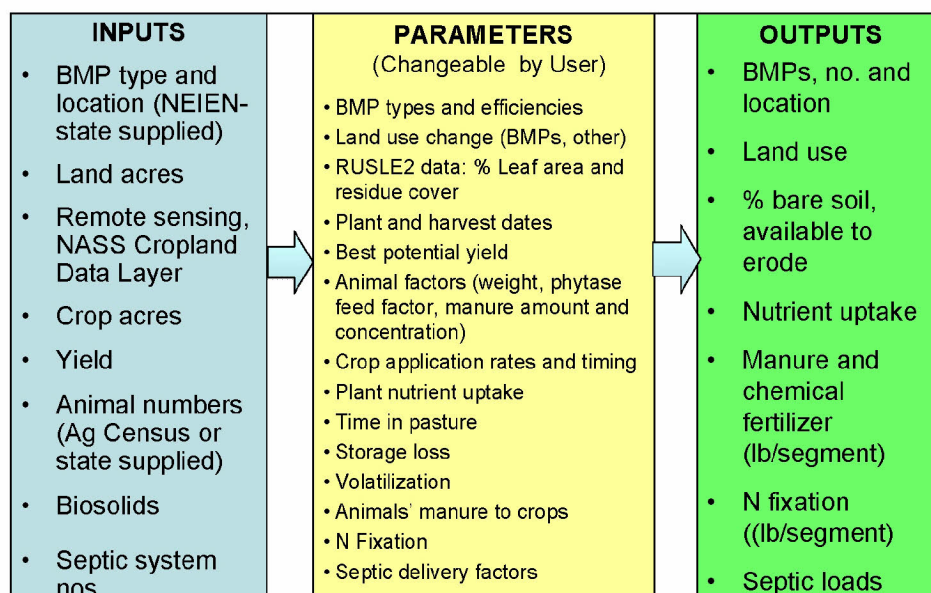 INPUTS
• BMP type and
location (NEIEN-
state supplied)
• Land acres
• Remote sensing,
NASS Cropland
Data Layer
• Crop acres
• Yield
• Animal numbers
(Ag Census or
state supplied)
• Biosolids
• Septic system
nos
PARAMETERS
(Changeable by User)
• BMP types and efficiencies
• Land use change (BMPs, other)
• RUSLE2 data: % Leaf area and
residue cover
• Plant and harvest dates
• Best potential yield
• Animal factors (weight, phytase
feed factor, manure amount and
concentration)
• Crop application rates and timing
• Plant nutrient uptake
• Time in pasture
• Storage loss
• Volatilization
• Animals' manure to crops
• N Fixation
• Septic delivery factors
OUTPUTS
• BMPs, no. and
location
• Land use
• % bare soil,
available to
erode
• Nutrient uptake
• Manure and
chemical
fertilizer
(lb/segment)
• N fixation
((lb/segment)
• Septic loads